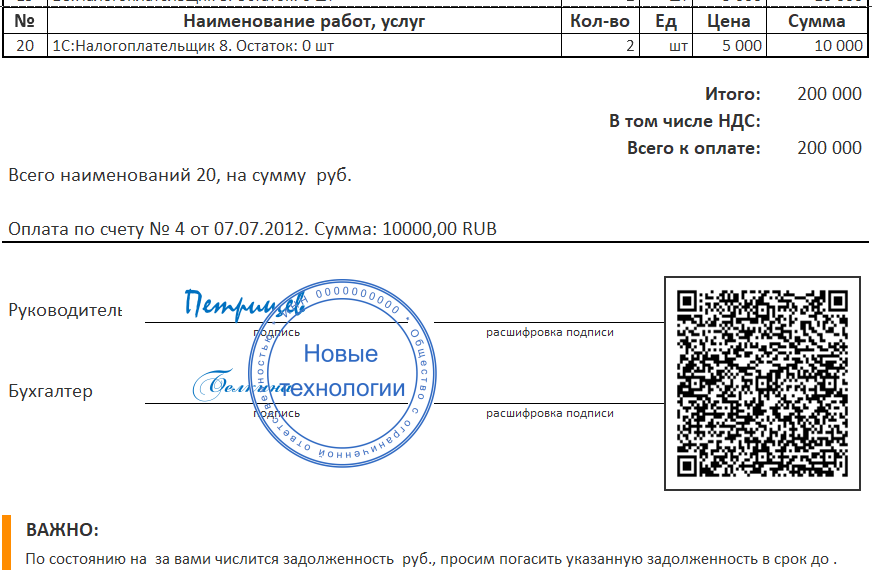 № Наименование работ, услуг Кол-во Ед Цена Сумма
20 1С:Налогоплательщик 8. Остаток: 0 шт 2 шт 5 000 10 000
Итого: 200 000
В том числе НДС:
Всего к оплате: 200 000
Всего наименований 20, на сумму руб.
Оплата по счету № 4 от 07.07.2012. Сумма: 10000,00 RUB
Руководитель Петрищев
подпись расшифровка подписи
Бухгалтер Белкина
подпись расшифровка подписи
ИНН 0000000000 * Общество с ограниченной ответственностью *
Новые
технологии
ВАЖНО:
По состоянию на за вами числится задолженность руб., просим погасить указанную задолженность в срок до .